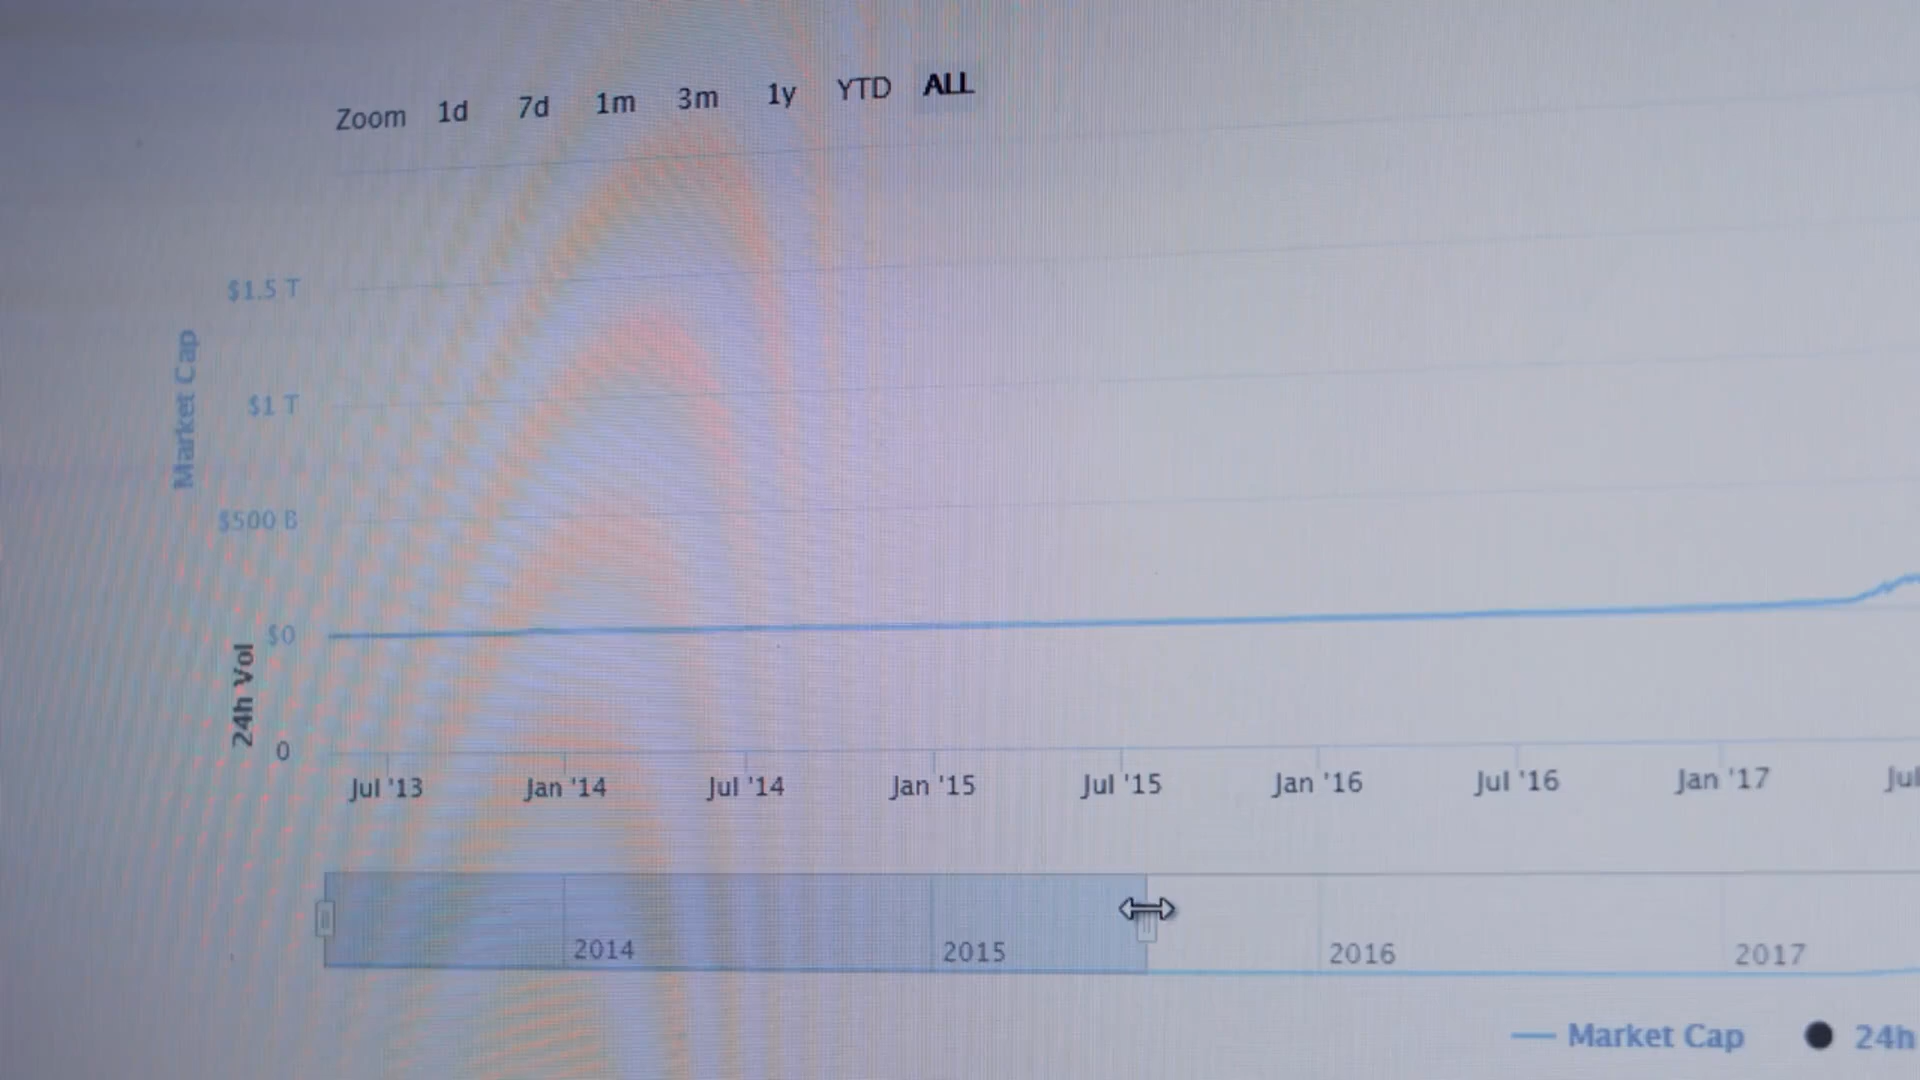 Zoom 1d 7d 1m 3m 1y YTD ALL
$1.5 T
Market Cap
$1 T
$500 B
$0
24h Vol
0
Jul '13 Jan '14 Jul '14 Jan '15 Jul '15 Jan '16 Jul '16 Jan '17 Jul
2014 2015 2016 2017
Market Cap 24h